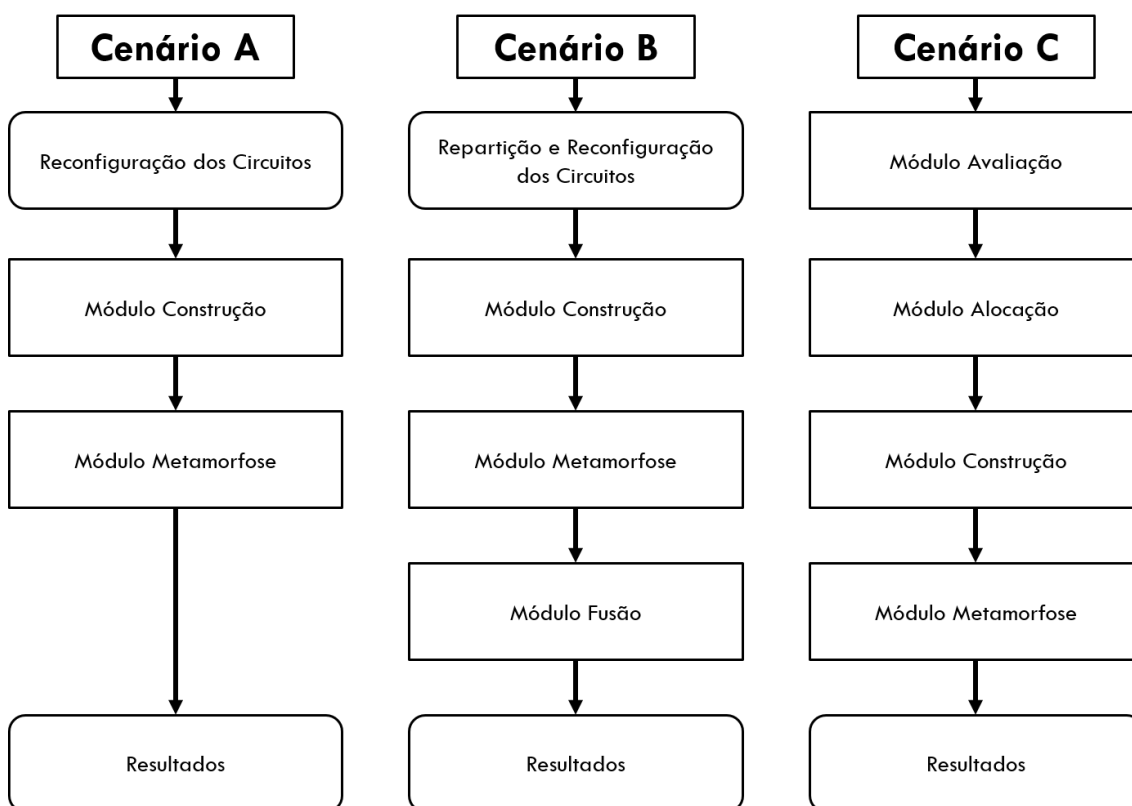 Cenário A
Reconfiguração dos Circuitos
Módulo Construção
Módulo Metamorfose
Resultados
Cenário B
Repartição e Reconfiguração
dos Circuitos
Módulo Construção
Módulo Metamorfose
Módulo Fusão
Resultados
Cenário C
Módulo Avaliação
Módulo Alocação
Módulo Construção
Módulo Metamorfose
Resultados